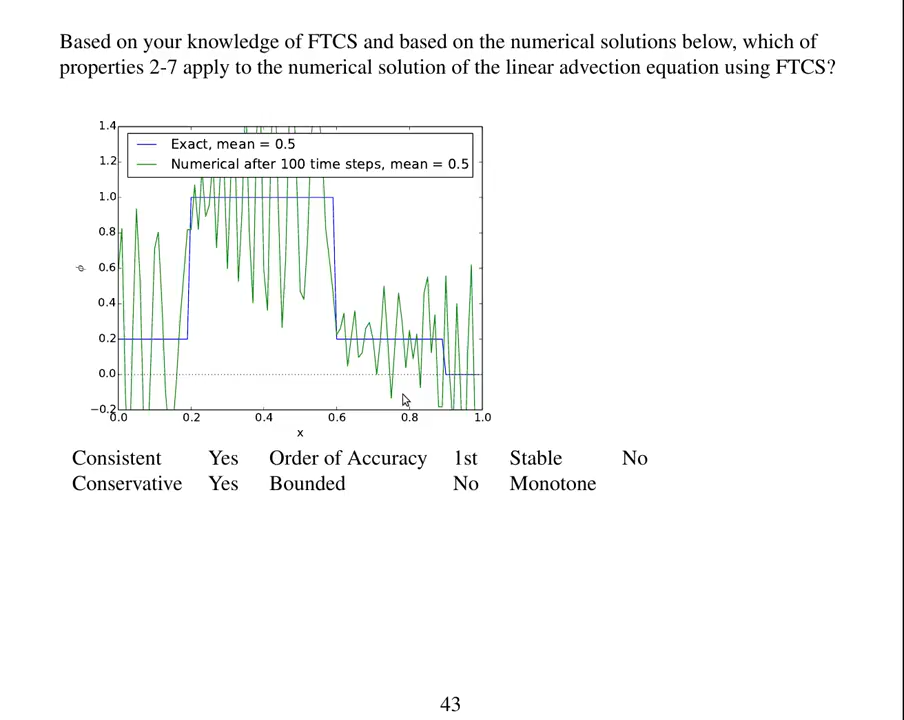 Based on your knowledge of FTCS and based on the numerical solutions below, which of
properties 2-7 apply to the numerical solution of the linear advection equation using FTCS?
1.4
Exact, mean = 0.5
1.2
Numerical after 100 time steps, mean = 0.5
1.0
0.8
0.6
ϕ
0.4
0.2
0.0
−0.2
0.0 0.2 0.4 0.6 0.8 1.0
x
Consistent Yes Order of Accuracy 1st Stable No
Conservative Yes Bounded No Monotone
43